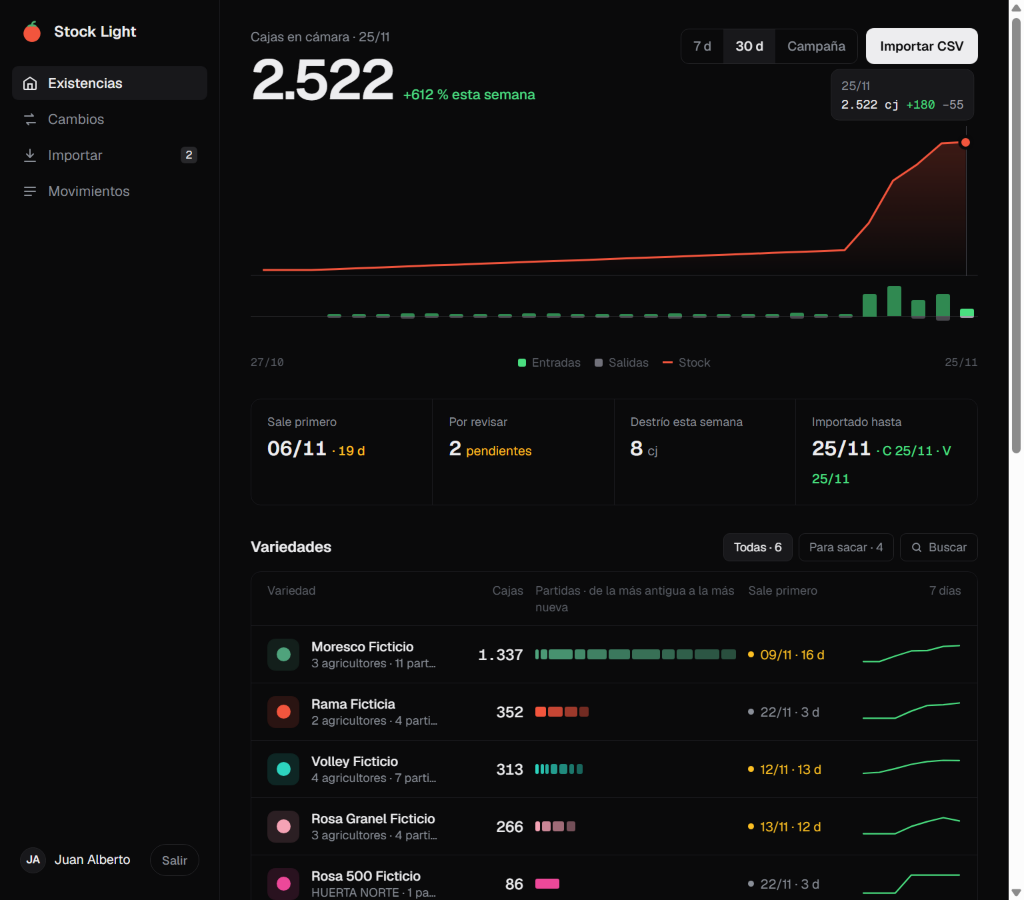 Stock Light
Existencias
Cambios
Importar 2
Movimientos
JA Juan Alberto Salir
Cajas en cámara · 25/11
2.522 +612 % esta semana
7 d 30 d Campaña Importar CSV
25/11
2.522 cj +180 −55
27/10 Entradas Salidas Stock 25/11
Sale primero
06/11 · 19 d
Por revisar
2 pendientes
Destrío esta semana
8 cj
Importado hasta
25/11 · C 25/11 · V
25/11
Variedades Todas · 6 Para sacar · 4 Buscar
Variedad Cajas Partidas · de la más antigua a la más Sale primero 7 días
nueva
Moresco Ficticio
3 agricultores · 11 part…
1.337 09/11 · 16 d
Rama Ficticia
2 agricultores · 4 parti…
352 22/11 · 3 d
Volley Ficticio
4 agricultores · 7 parti…
313 12/11 · 13 d
Rosa Granel Ficticio
3 agricultores · 4 parti…
266 13/11 · 12 d
Rosa 500 Ficticio
HUERTA NORTE · 1 pa…
86 22/11 · 3 d